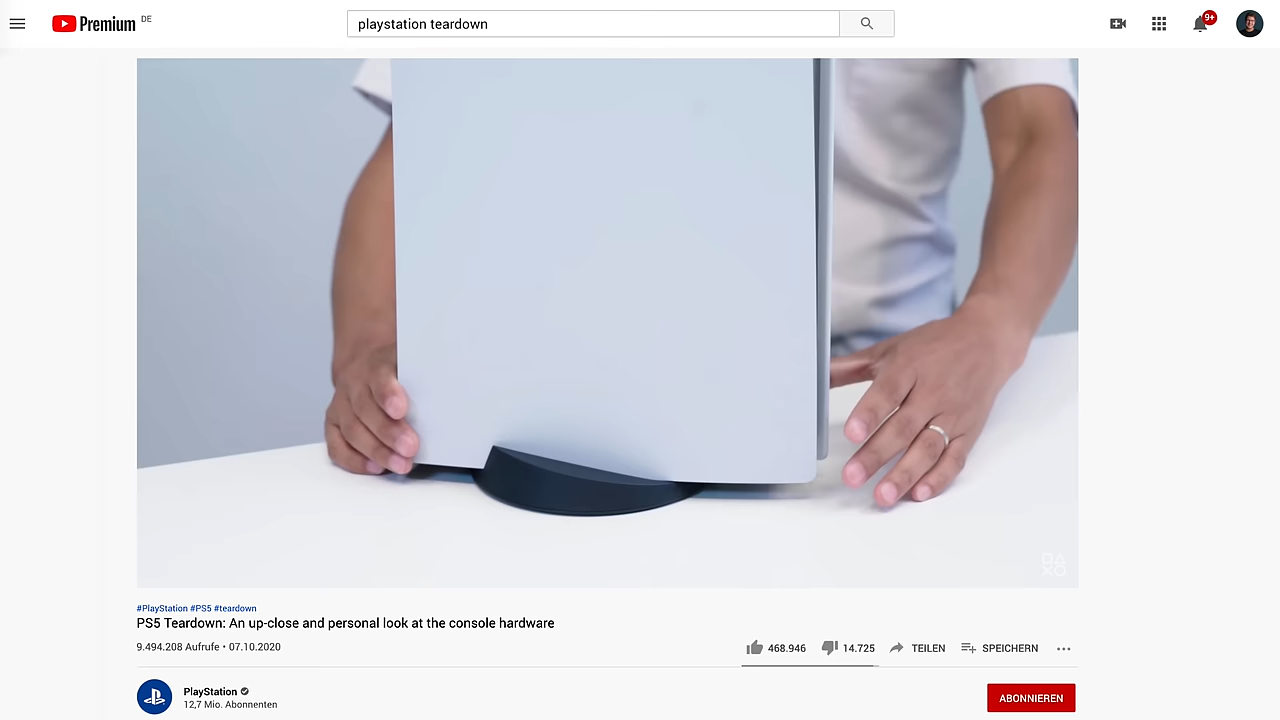 Premium DE
playstation teardown
9+
#PlayStation #PS5 #teardown
PS5 Teardown: An up-close and personal look at the console hardware
9.494.208 Aufrufe • 07.10.2020
468.946 14.725 TEILEN SPEICHERN
PlayStation
12,7 Mio. Abonnenten
ABONNIEREN